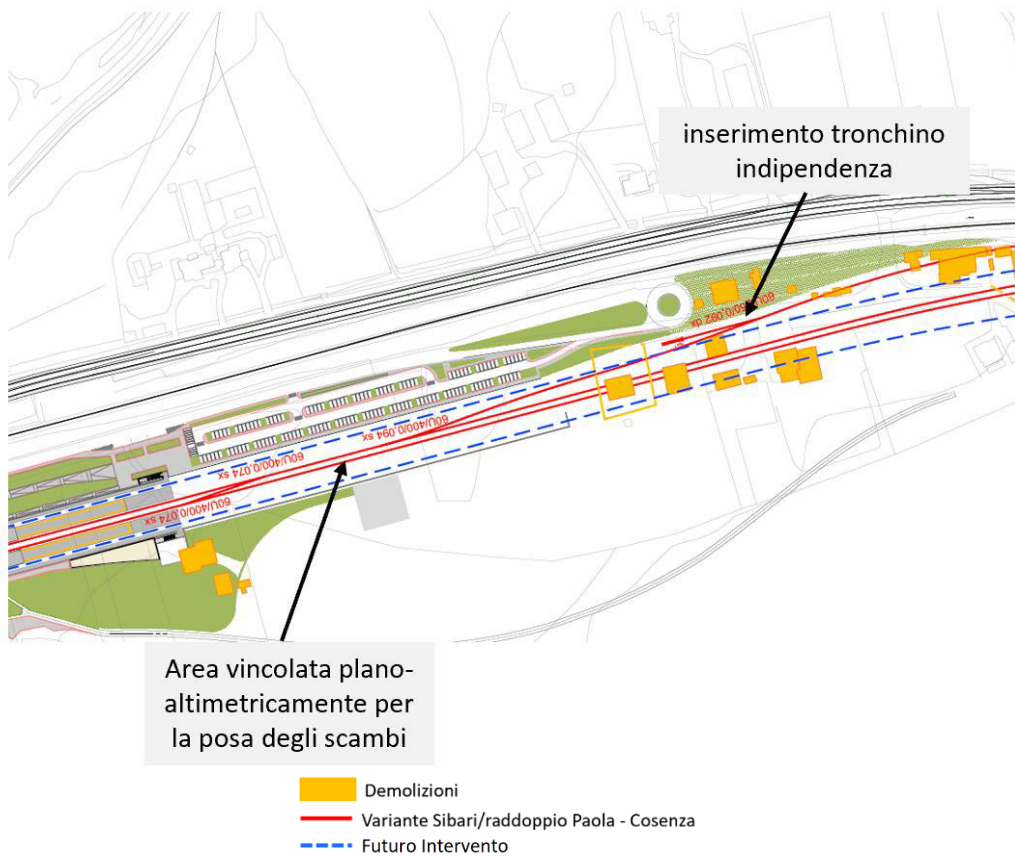 inserimento tronchino
indipendenza
60U/250/0,092 dx
60U/400/0,094 sx
60U/400/0,074 sx
60U/400/0,074 sx
Area vincolata plano-
altimetricamente per
la posa degli scambi
Demolizioni
Variante Sibari/raddoppio Paola - Cosenza
Futuro Intervento